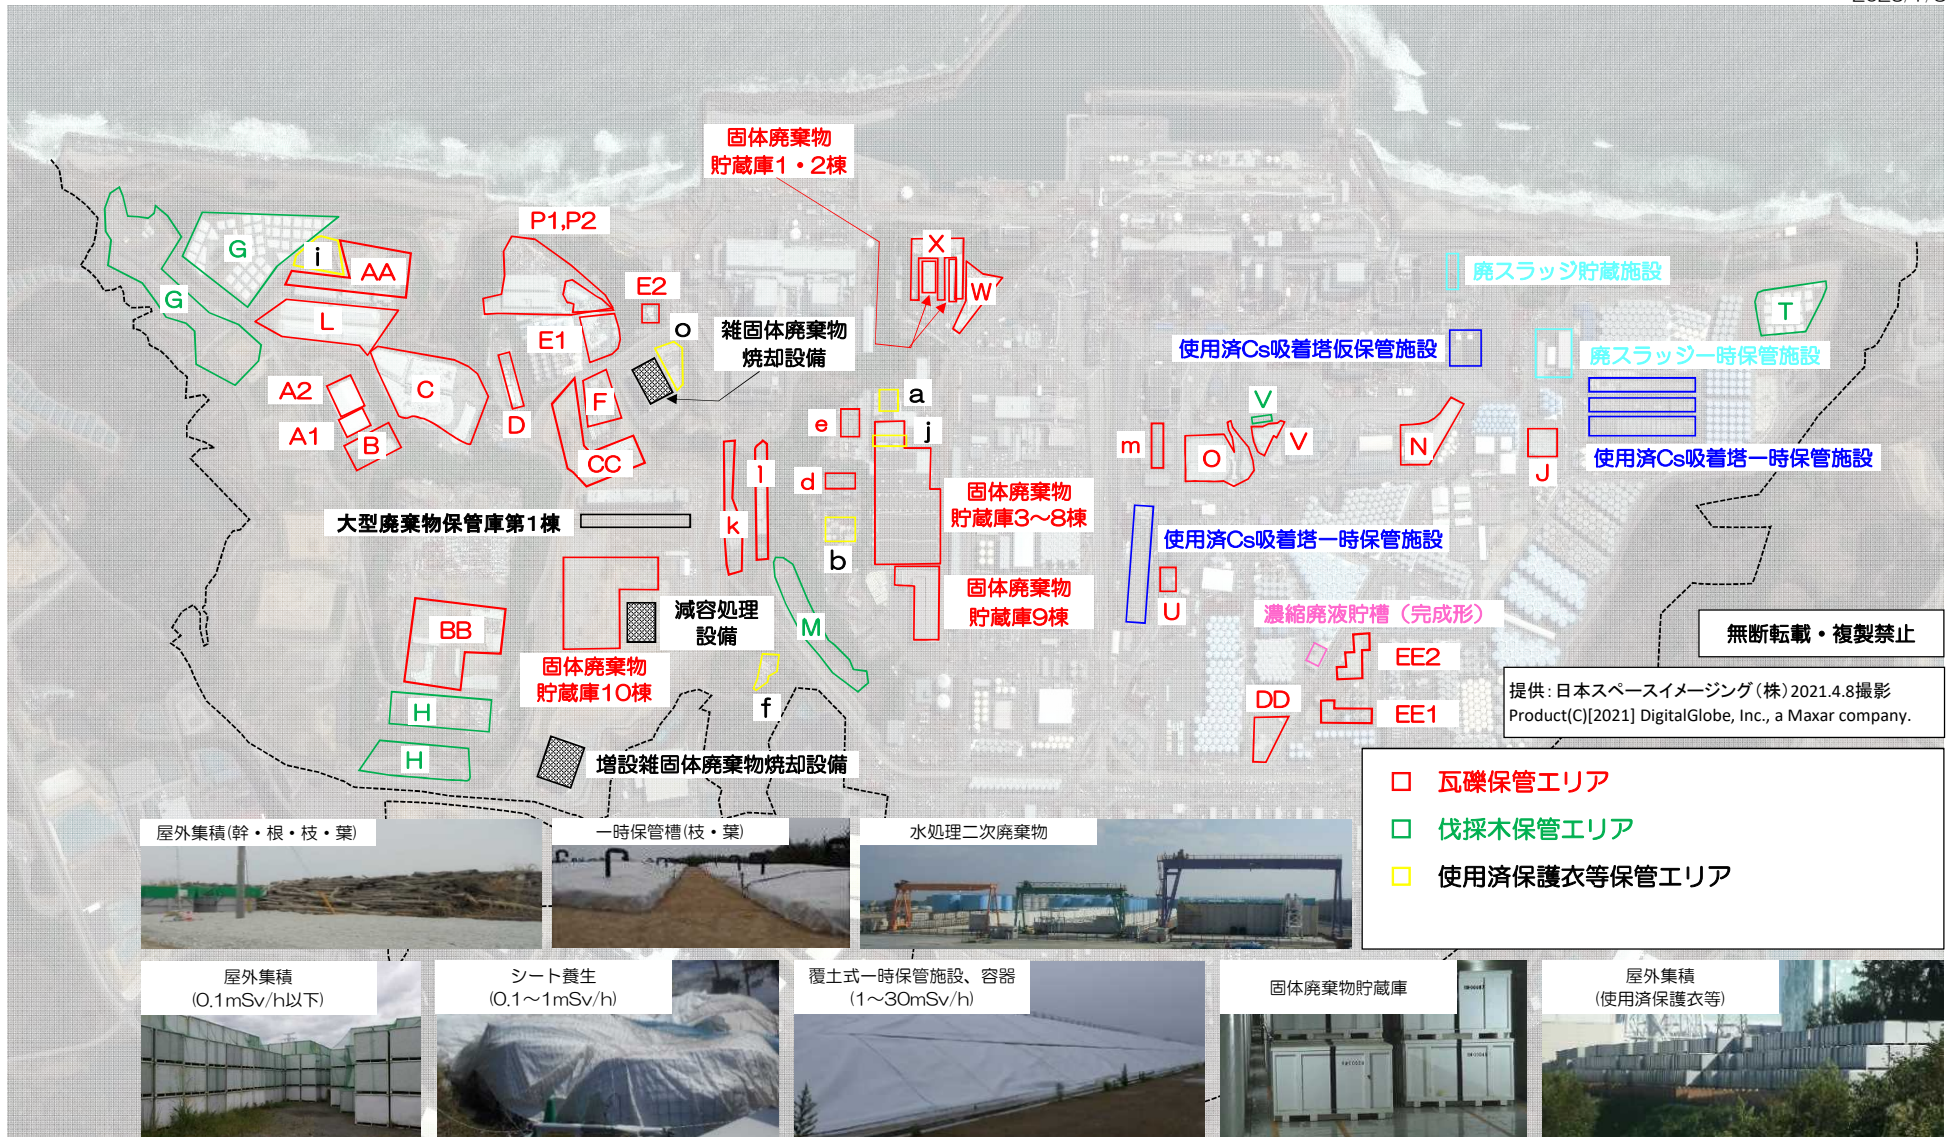 固体廃棄物
貯蔵庫1・2棟
P1,P2
X
G
i
AA
W
廃スラッジ貯蔵施設
G
E2
T
L
o
雑固体廃棄物
焼却設備
E1
使用済Cs吸着塔仮保管施設
廃スラッジ一時保管施設
A2
C
F
D
a
e
j
V
A1
B
m
O
V
N
J
使用済Cs吸着塔一時保管施設
CC
l
d
固体廃棄物
貯蔵庫3～8棟
大型廃棄物保管庫第1棟
k
b
使用済Cs吸着塔一時保管施設
固体廃棄物
貯蔵庫9棟
U
減容処理
設備
M
濃縮廃液貯槽（完成形）
BB
無断転載・複製禁止
固体廃棄物
貯蔵庫10棟
EE2
提供：日本スペースイメージング（株）2021.4.8撮影
Product(C)[2021] DigitalGlobe, Inc., a Maxar company.
H
f
DD
EE1
H
増設雑固体廃棄物焼却設備
瓦礫保管エリア
伐採木保管エリア
使用済保護衣等保管エリア
屋外集積(幹・根・枝・葉)
一時保管槽(枝・葉)
水処理二次廃棄物
屋外集積
(0.1mSv/h以下)
シート養生
(0.1～1mSv/h)
覆土式一時保管施設、容器
(1～30mSv/h)
固体廃棄物貯蔵庫
屋外集積
(使用済保護衣等)